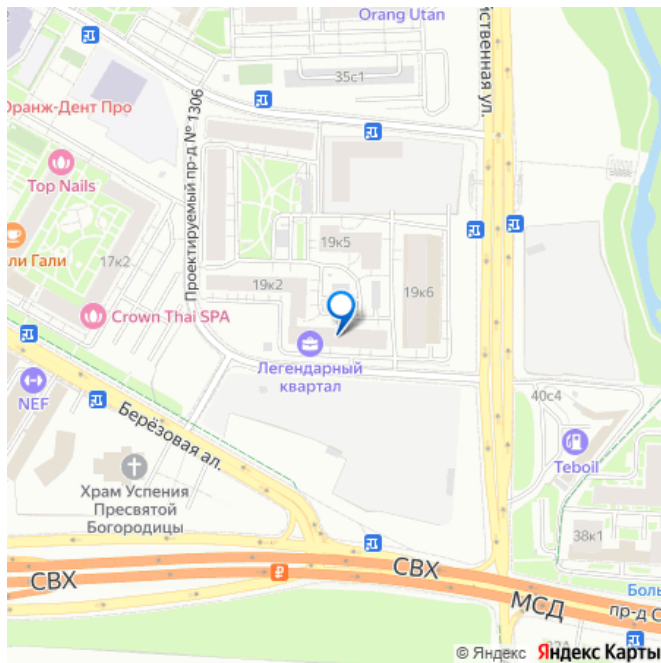 Orang Utan
йственная ул.
35с1
Оранж-Дент Про
Проектируемый пр-д № 1306
Top Nails
ли Гали
17к2
19к5
19к2
19к6
Crown Thai SPA
Легендарный
квартал
NEF
Берёзовая ал.
40с4
Teboil
Храм Успения
Пресвятой
Богородицы
38к1
СВХ
СВХ
МСД
Боль
пр-д С
© Яндекс Яндекс Карты